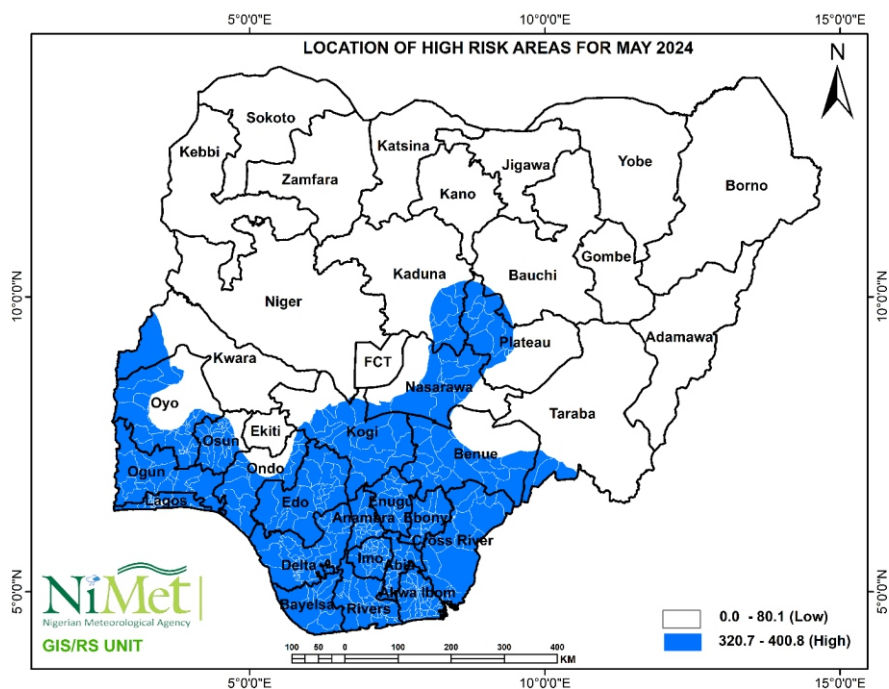 5°0'0"E 10°0'0"E 15°0'0"E
LOCATION OF HIGH RISK AREAS FOR MAY 2024
N
Sokoto
Kebbi
Katsina
Zamfara
Jigawa
Kano
Yobe
Borno
10°0'0"N
10°0'0"N
Kaduna
Bauchi
Gombe
Niger
Adamawa
Plateau
Kwara
FCT
Nasarawa
Oyo
Taraba
Osun
Ekiti
Kogi
Benue
Ogun
Ondo
Lagos
Edo
Enugu
Anambra
Ebonyi
Cross River
Delta
Imo
Abia
Bayelsa
Rivers
Akwa Ibom
5°0'0"N
5°0'0"N
NiMet
Nigerian Meteorological Agency
GIS/RS UNIT
0.0 - 80.1 (Low)
320.7 - 400.8 (High)
100 50 0 100 200 300 400
KM
5°0'0"E 10°0'0"E 15°0'0"E